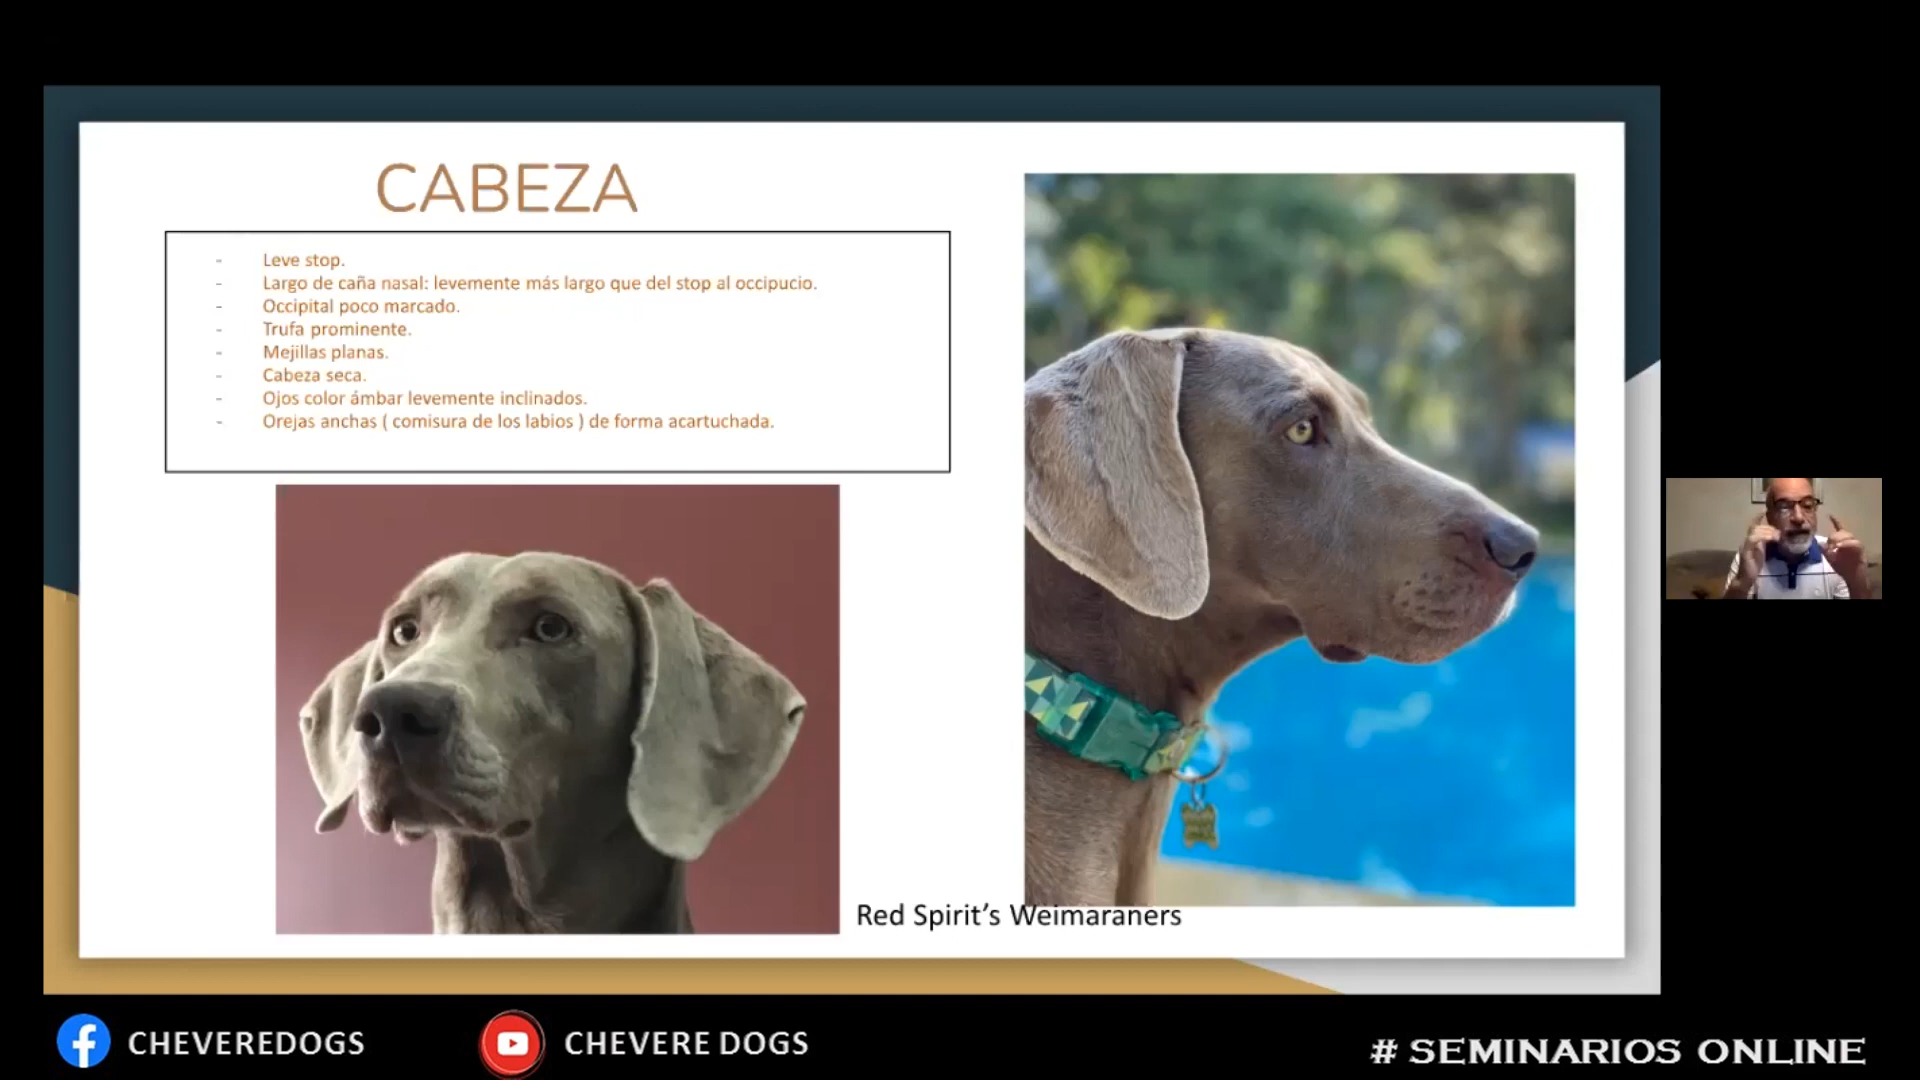 CABEZA
- Leve stop.
- Largo de caña nasal: levemente más largo que del stop al occipucio.
- Occipital poco marcado.
- Trufa prominente.
- Mejillas planas.
- Cabeza seca.
- Ojos color ámbar levemente inclinados.
- Orejas anchas ( comisura de los labios ) de forma acartuchada.
Red Spirit's Weimaraners
CHEVEREDOGS
CHEVERE DOGS
# SEMINARIOS ONLINE